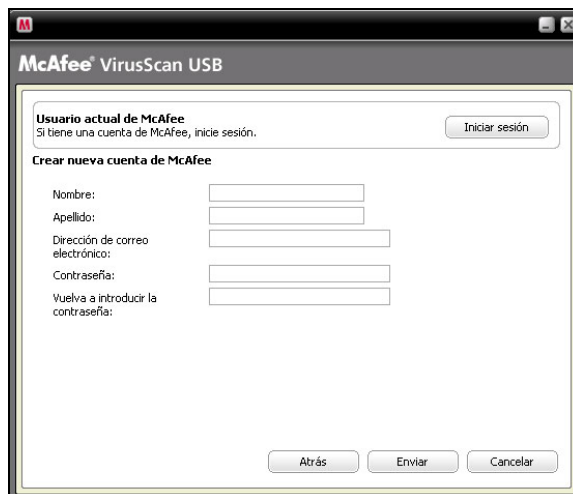 McAfee® VirusScan USB
Usuario actual de McAfee
Si tiene una cuenta de McAfee, inicie sesión.
Iniciar sesión
Crear nueva cuenta de McAfee
Nombre:
Apellido:
Dirección de correo
electrónico:
Contraseña:
Vuelva a introducir la
contraseña:
Atrás
Enviar
Cancelar